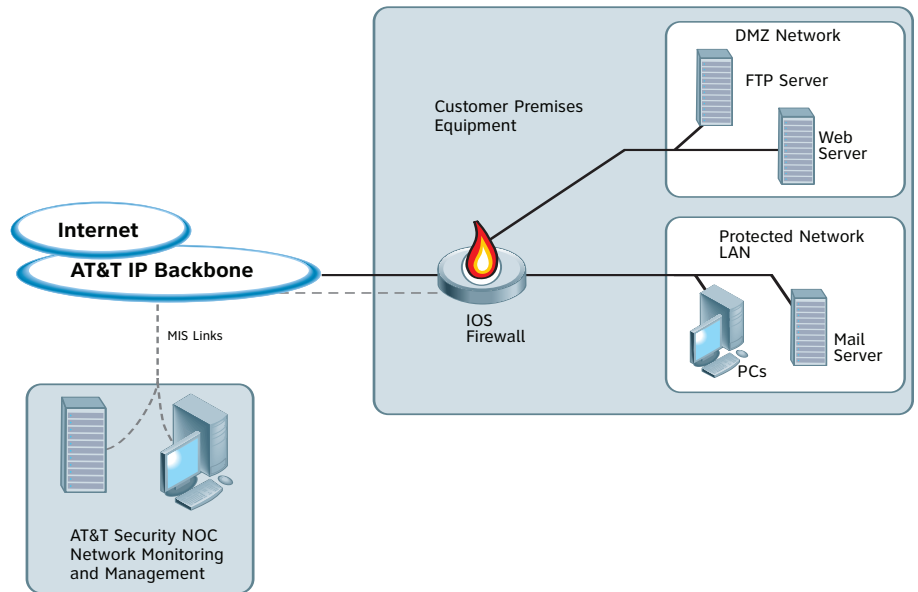 DMZ Network
FTP Server
Customer Premises
Equipment
Web
Server
Internet
AT&T IP Backbone
Protected Network
LAN
IOS
Firewall
MIS Links
Mail
Server
PCs
AT&T Security NOC
Network Monitoring
and Management